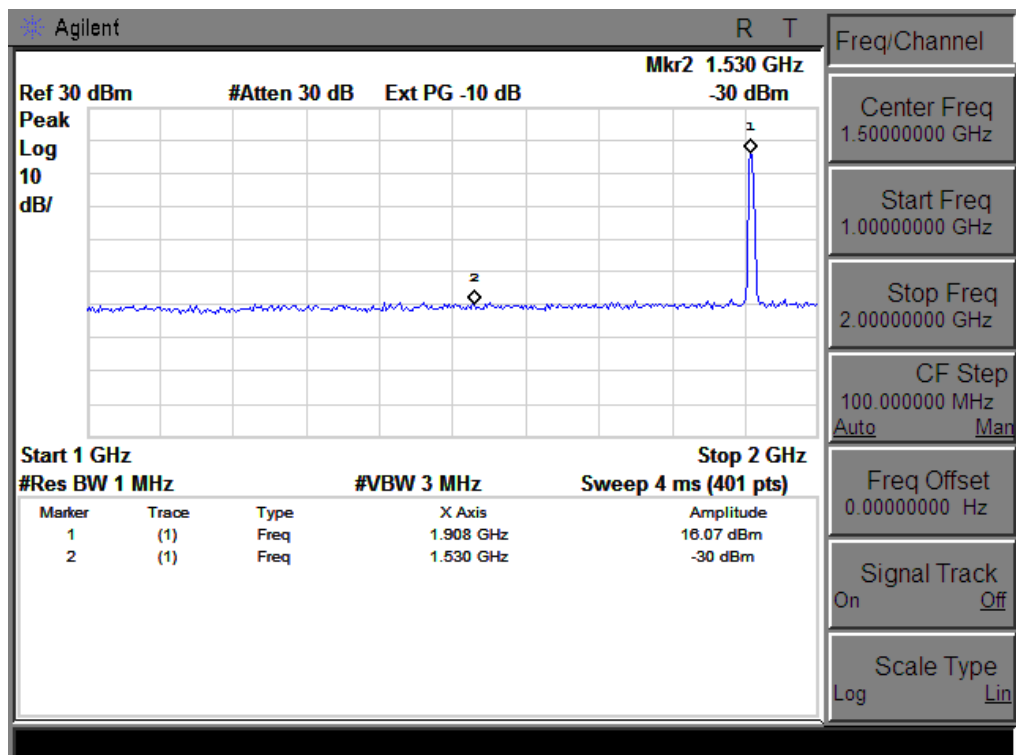 Agilent R T
Freq/Channel
Mkr2 1.530 GHz
Ref 30 dBm #Atten 30 dB Ext PG -10 dB -30 dBm
Peak
Log
10
dB/
1
2
Start 1 GHz Stop 2 GHz
#Res BW 1 MHz #VBW 3 MHz Sweep 4 ms (401 pts)
Marker Trace Type X Axis Amplitude
1 (1) Freq 1.908 GHz 16.07 dBm
2 (1) Freq 1.530 GHz -30 dBm
Center Freq
1.50000000 GHz
Start Freq
1.00000000 GHz
Stop Freq
2.00000000 GHz
CF Step
100.000000 MHz
Auto Man
Freq Offset
0.00000000 Hz
Signal Track
On Off
Scale Type
Log Lin